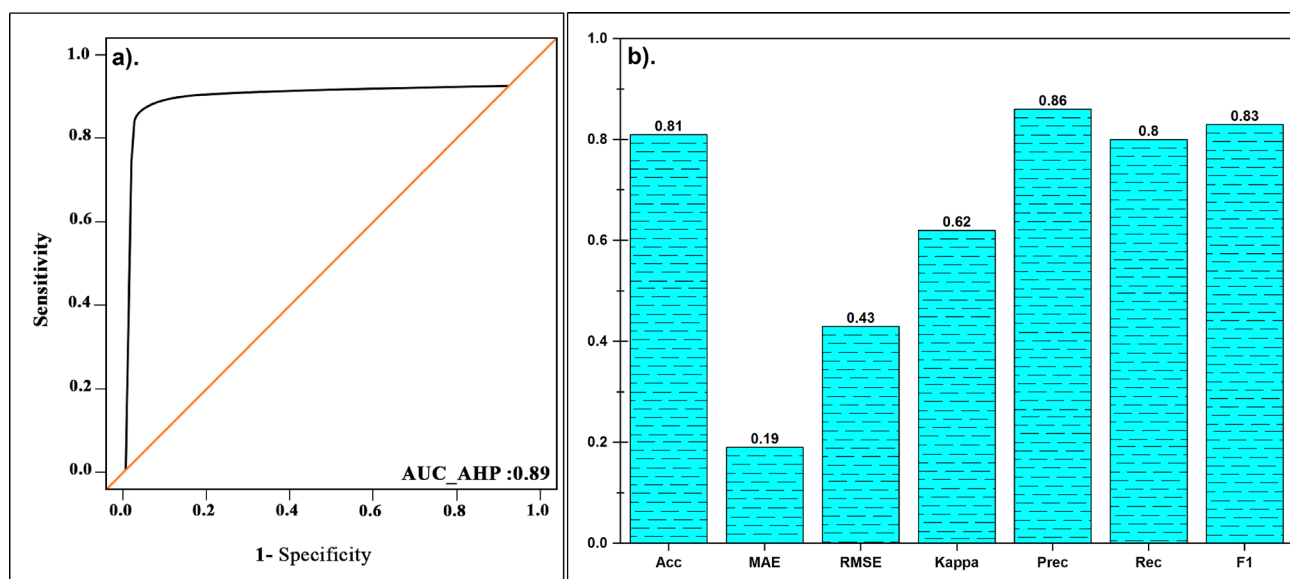 a).
1.0
0.8
0.6
0.4
0.2
0.0
Sensitivity
AUC_AHP :0.89
0.0 0.2 0.4 0.6 0.8 1.0
1- Specificity
b).
1.0
0.8
0.6
0.4
0.2
0.0
0.81
0.19
0.43
0.62
0.86
0.8
0.83
Acc MAE RMSE Kappa Prec Rec F1